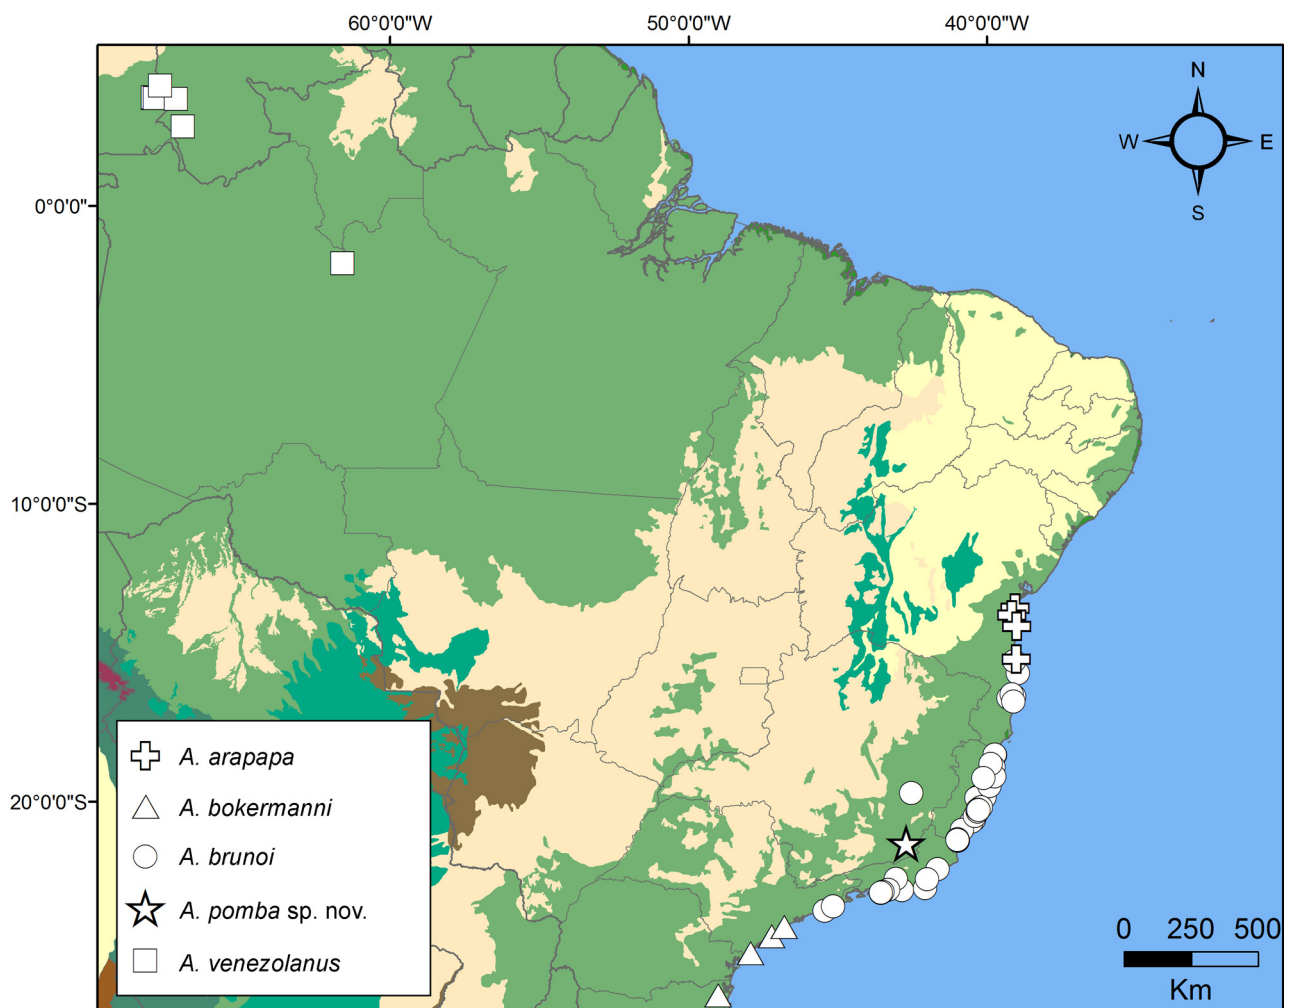 60°0'0"W 50°0'0"W 40°0'0"W
N
W E
S
0°0'0"
10°0'0"S
20°0'0"S
A. arapapa
A. bokermanni
A. brunoi
A. pomba sp. nov.
A. venezolanus
0 250 500
Km